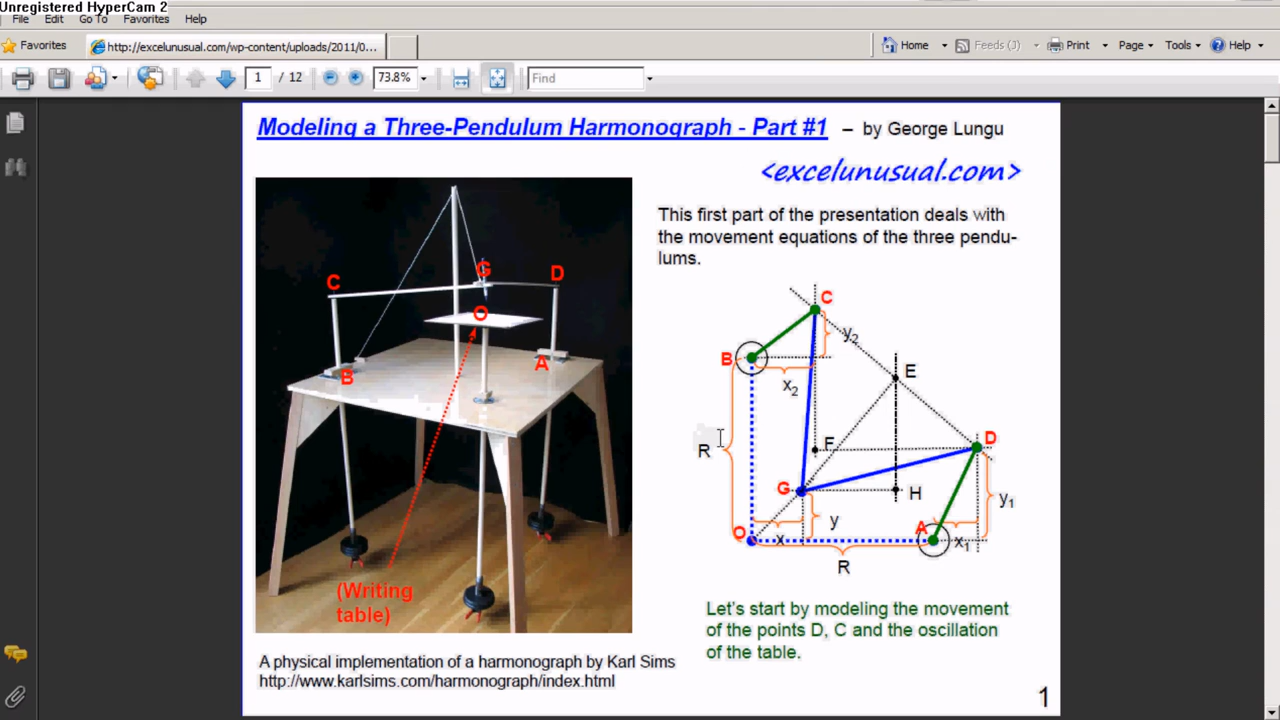 Unregistered HyperCam 2
File Edit Go To Favorites Help
Favorites http://excelunusual.com/wp-content/uploads/2011/0... Home Feeds (J) Print Page Tools Help
1 / 12 73.8% Find
Modeling a Three-Pendulum Harmonograph - Part #1 – by George Lungu
<excelunusual.com>
This first part of the presentation deals with
the movement equations of the three pendu-
lums.
C
G
D
O
B
A
(Writing
table)
C
y2
B
x2
E
R
F
D
G
H
y
y1
O
x
A
x1
R
Let's start by modeling the movement
of the points D, C and the oscillation
of the table.
A physical implementation of a harmonograph by Karl Sims
http://www.karlsims.com/harmonograph/index.html
1